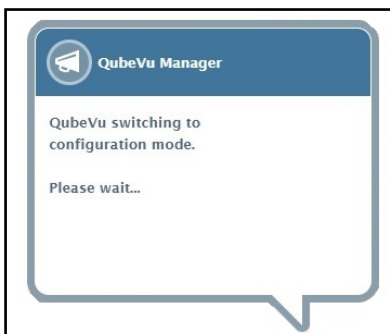 QubeVu Manager
QubeVu switching to
configuration mode.
Please wait...